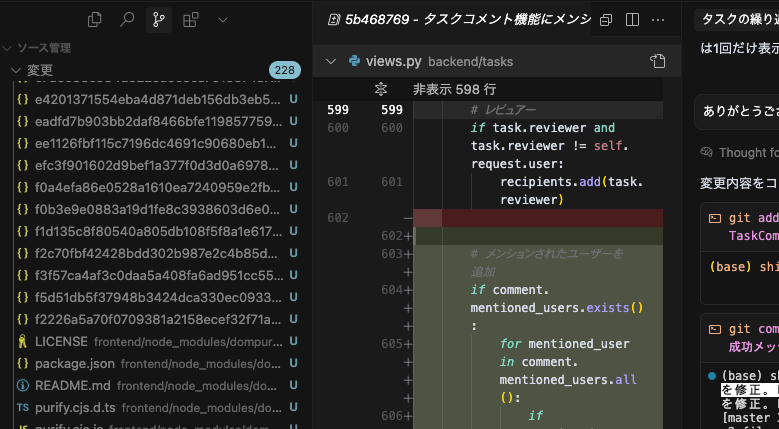 ソース管理
変更 228
e4201371554eba4d871deb156db3eb5... U
eadfd7b903bb2daf8466bfe119857759... U
ee1126fbf115c7196dc4691c90680eb1... U
efc3f901602d9bef1a377f0d3d0a6978... U
f0a4efa86e0528a1610ea7240959e2fb... U
f0b3e9e0883a19d1fe8c3938603d6e0... U
f1d135c8f80540a805db108f5f8a1e617... U
f2c70fbf42428bdd302b987e2c4b85d... U
f3f57ca4af3c0daa5a408fa6ad951cc55... U
f5d51db5f37948b3424dca330ec0933... U
f2226a5a70f0709381a2158ecef32f71a... U
LICENSE frontend/node_modules/dompur... U
package.json frontend/node_modules/do... U
README.md frontend/node_modules/dom... U
TS purify.cjs.d.ts frontend/node_modules/do... U
5b468769 - タスクコメント機能にメンシ
views.py backend/tasks
非表示 598 行
599 599 # レビュアー
600 600 if task.reviewer and
task.reviewer != self.
request.user:
601 601 recipients.add(task.
reviewer)
602 −
602+
603+ # メンションされたユーザーを
+ 追加
604+ if comment.
+ mentioned_users.exists()
+ :
605+ for mentioned_user
+ in comment.
+ mentioned_users.all
+ ():
606+ if
タスクの繰り返
は1回だけ表示
ありがとうござ
Thought fo
変更内容をコ
git add
TaskCom
(base) shi
git com
成功メッ
(base) sh
を修正。
を修正。
[master